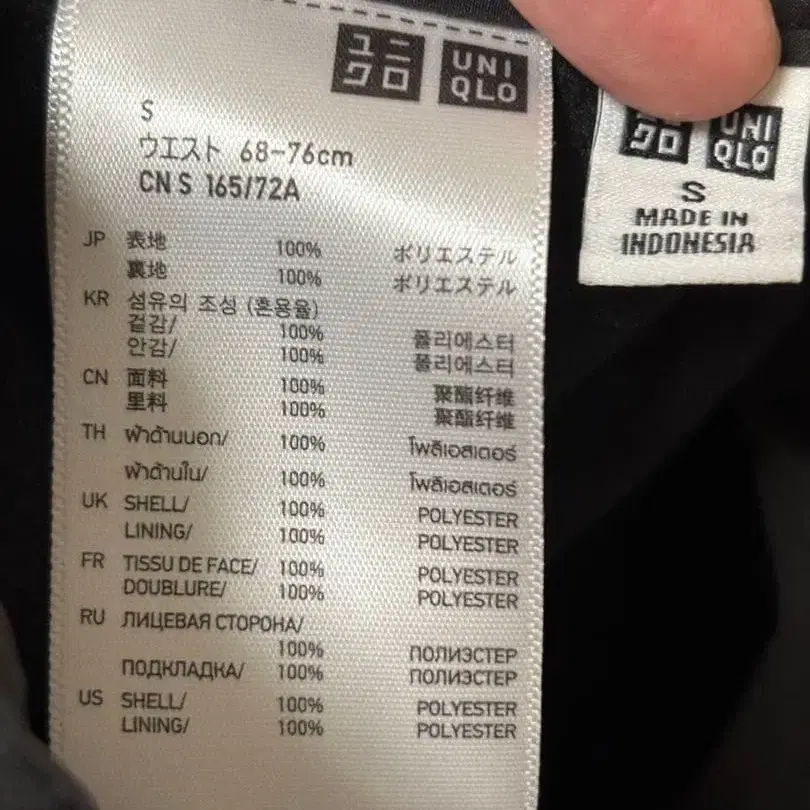 ユニクロ
UNIQLO
S
ウエスト 68-76cm
CN S 165/72A
JP 表地 100% ポリエステル
裏地 100% ポリエステル
KR 섬유의 조성 (혼용율)
겉감/ 100% 폴리에스터
안감/ 100% 폴리에스터
CN 面料 100% 聚酯纤维
里料 100% 聚酯纤维
TH ผ้าด้านนอก/ 100% โพลีเอสเตอร์
ผ้าด้านใน/ 100% โพลีเอสเตอร์
UK SHELL/ 100% POLYESTER
LINING/ 100% POLYESTER
FR TISSU DE FACE/ 100% POLYESTER
DOUBLURE/ 100% POLYESTER
RU ЛИЦЕВАЯ СТОРОНА/
100% ПОЛИЭСТЕР
ПОДКЛАДКА/ 100% ПОЛИЭСТЕР
US SHELL/ 100% POLYESTER
LINING/ 100% POLYESTER
ユニクロ
UNIQLO
S
MADE IN
INDONESIA